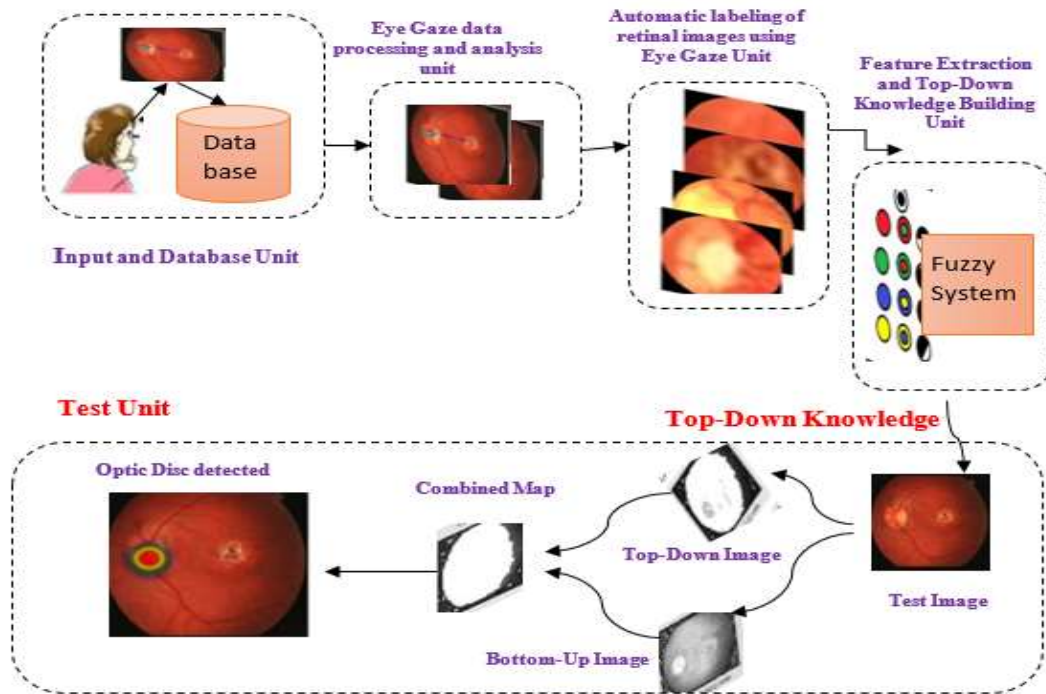 Eye Gaze data
processing and analysis
unit
Automatic labeling of
retinal images using
Eye Gaze Unit
Feature Extraction
and Top-Down
Knowledge Building
Unit
Data
base
Input and Database Unit
Fuzzy
System
Test Unit
Top-Down Knowledge
Optic Disc detected
Combined Map
Top-Down Image
Test Image
Bottom-Up Image